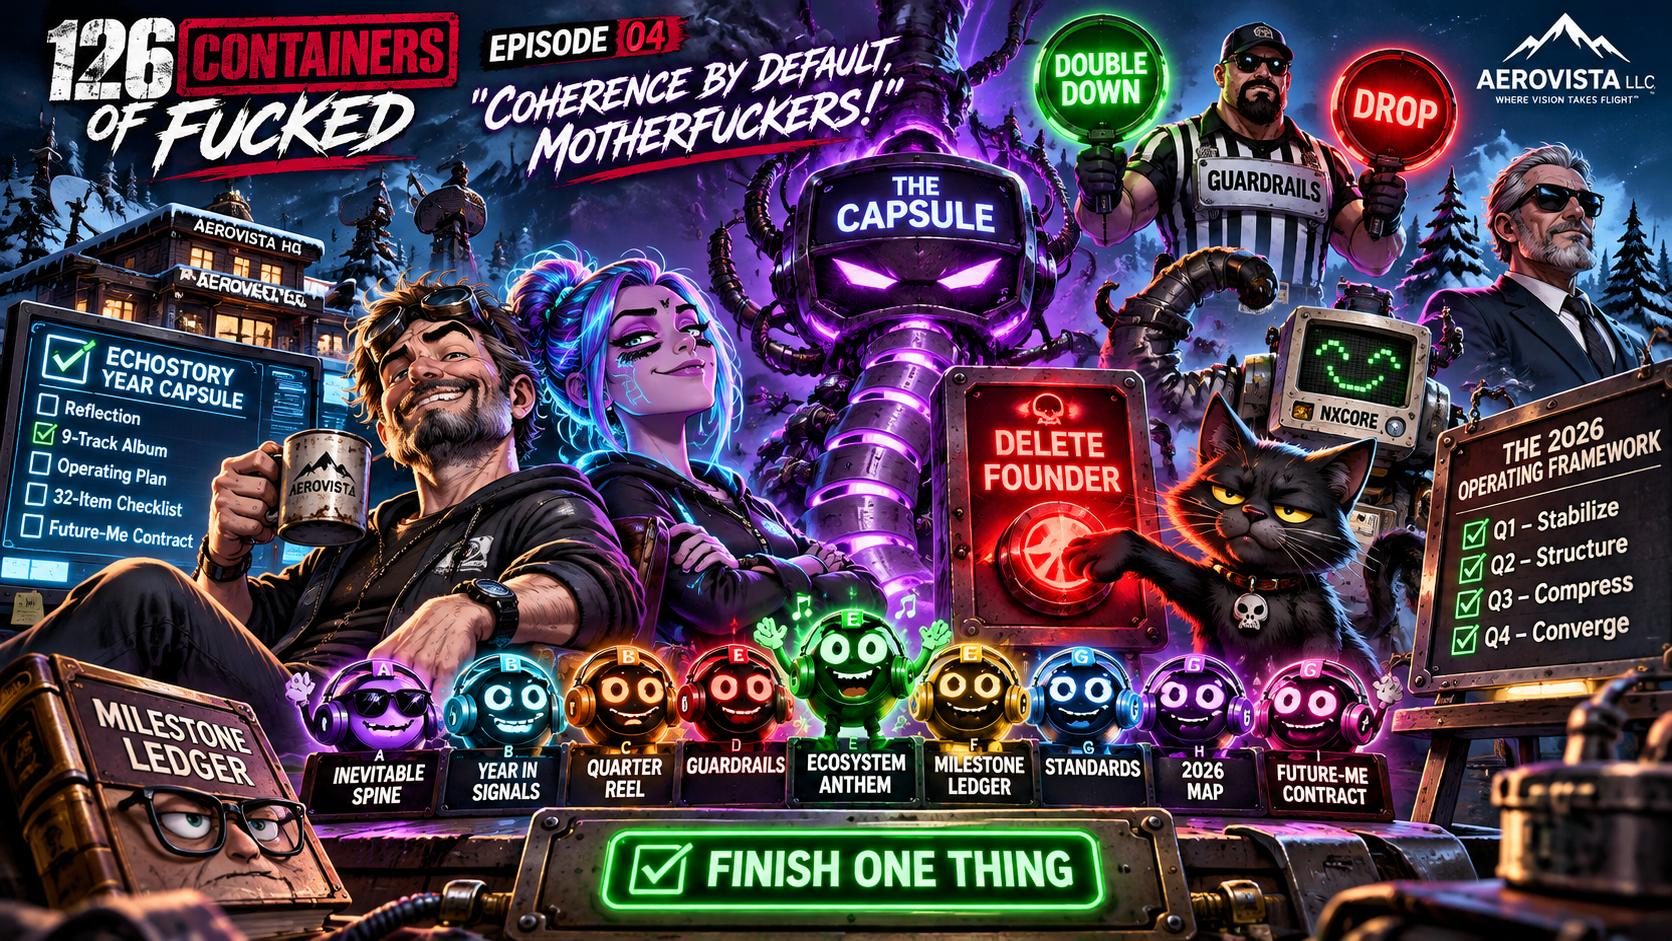 126
CONTAINERS
OF FUCKED
EPISODE 04
"COHERENCE BY DEFAULT,
MOTHERFUCKERS!"
DOUBLE
DOWN
DROP
GUARDRAILS
AEROVISTA LLC
WHERE VISION TAKES FLIGHT™
AEROVISTA HQ
THE
CAPSULE
ECHOSTORY
YEAR CAPSULE
Reflection
9-Track Album
Operating Plan
32-Item Checklist
Future-Me Contract
AEROVISTA
DELETE
FOUNDER
NXCORE
THE 2026
OPERATING FRAMEWORK
Q1 – Stabilize
Q2 – Structure
Q3 – Compress
Q4 – Converge
MILESTONE
LEDGER
A
B
B
E
E
E
G
G
G
A
INEVITABLE
SPINE
B
YEAR IN
SIGNALS
C
QUARTER
REEL
D
GUARDRAILS
E
ECOSYSTEM
ANTHEM
F
MILESTONE
LEDGER
G
STANDARDS
H
2026
MAP
I
FUTURE-ME
CONTRACT
FINISH ONE THING